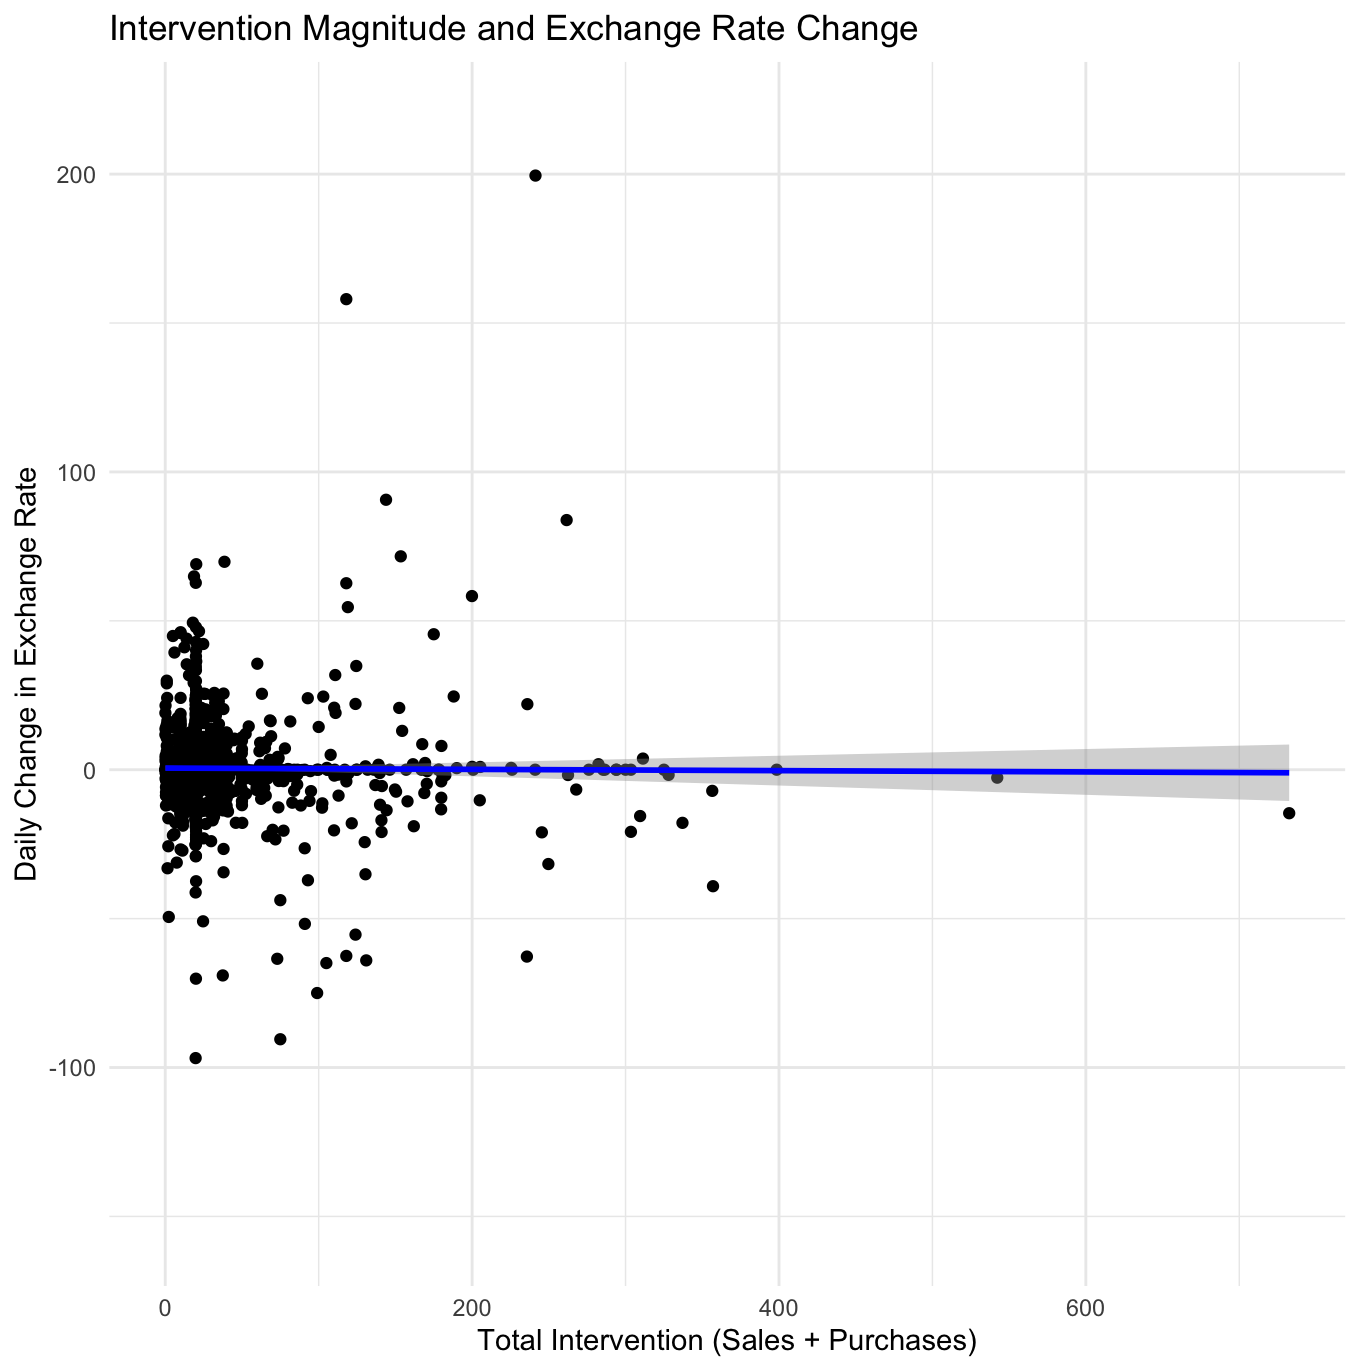 Intervention Magnitude and Exchange Rate Change
200
100
0
-100
Daily Change in Exchange Rate
0
200
400
600
Total Intervention (Sales + Purchases)